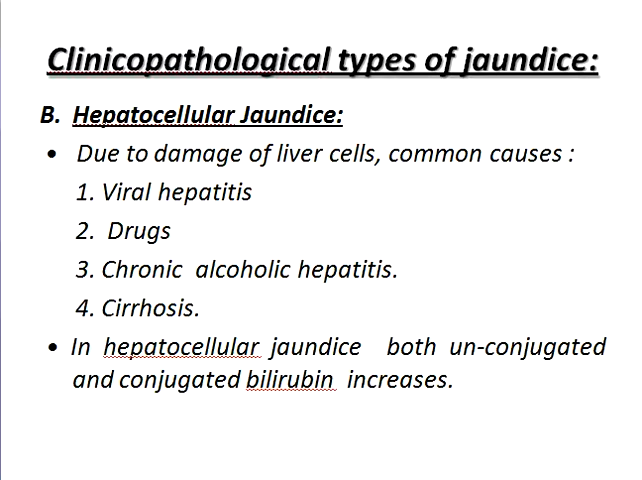 Clinicopathological types of jaundice:
B. Hepatocellular Jaundice:
• Due to damage of liver cells, common causes :
1. Viral hepatitis
2. Drugs
3. Chronic alcoholic hepatitis.
4. Cirrhosis.
• In hepatocellular jaundice both un-conjugated
and conjugated bilirubin increases.